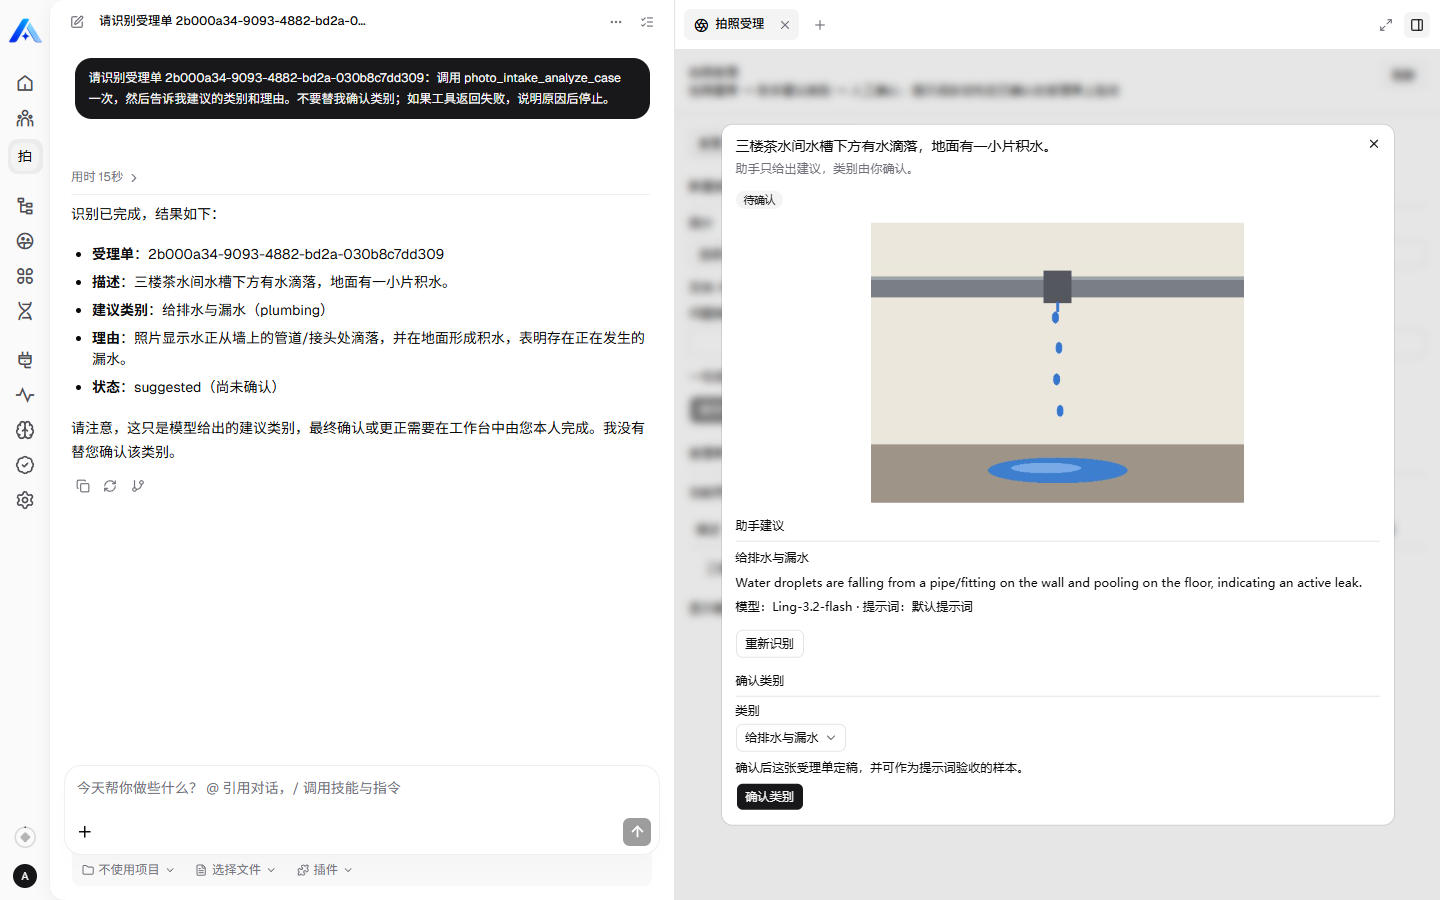 请识别受理单 2b000a34-9093-4882-bd2a-0...
请识别受理单 2b000a34-9093-4882-bd2a-030b8c7dd309：调用 photo_intake_analyze_case
一次，然后告诉我建议的类别和理由。不要替我确认类别；如果工具返回失败，说明原因后停止。
用时 15秒
识别已完成，结果如下：
受理单：2b000a34-9093-4882-bd2a-030b8c7dd309
描述：三楼茶水间水槽下方有水滴落，地面有一小片积水。
建议类别：给排水与漏水（plumbing）
理由：照片显示水正从墙上的管道/接头处滴落，并在地面形成积水，表明存在正在发生的
漏水。
状态：suggested（尚未确认）
请注意，这只是模型给出的建议类别，最终确认或更正需要在工作台中由您本人完成。我没有
替您确认该类别。
今天帮你做些什么？ @ 引用对话，/ 调用技能与指令
不使用项目
选择文件
插件
拍
A
拍照受理
三楼茶水间水槽下方有水滴落，地面有一小片积水。
助手只给出建议，类别由你确认。
待确认
助手建议
给排水与漏水
Water droplets are falling from a pipe/fitting on the wall and pooling on the floor, indicating an active leak.
模型：Ling-3.2-flash · 提示词：默认提示词
重新识别
确认类别
类别
给排水与漏水
确认后这张受理单定稿，并可作为提示词验收的样本。
确认类别